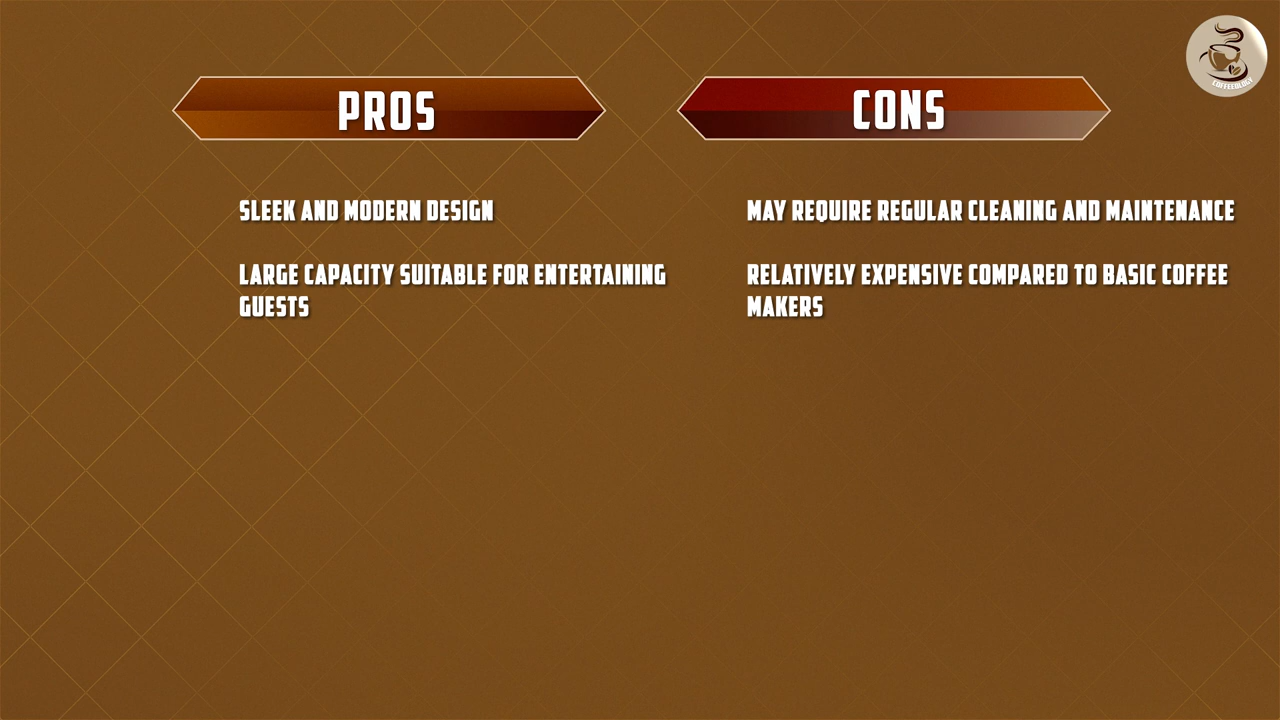 PROS
CONS
SLEEK AND MODERN DESIGN
LARGE CAPACITY SUITABLE FOR ENTERTAINING
GUESTS
MAY REQUIRE REGULAR CLEANING AND MAINTENANCE
RELATIVELY EXPENSIVE COMPARED TO BASIC COFFEE
MAKERS
COFFEEOLOGY